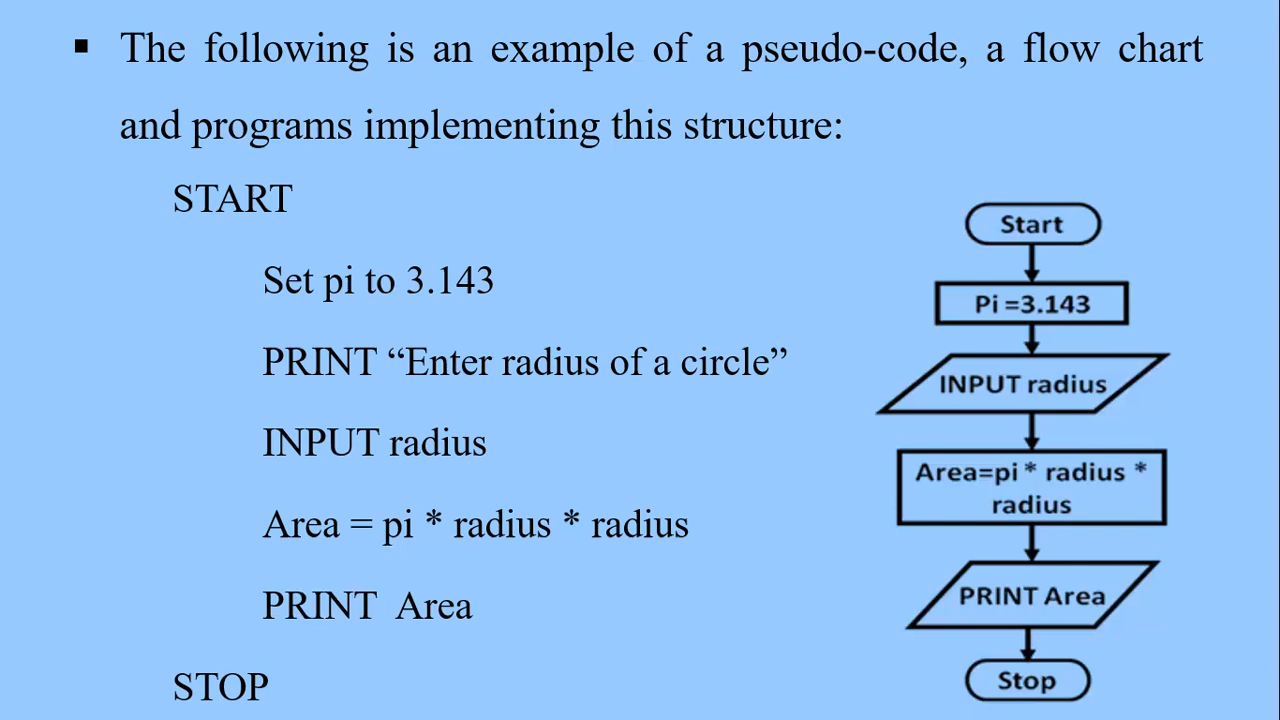 ▪ The following is an example of a pseudo-code, a flow chart
and programs implementing this structure:
START
Set pi to 3.143
PRINT “Enter radius of a circle”
INPUT radius
Area = pi * radius * radius
PRINT Area
STOP
Start
Pi =3.143
INPUT radius
Area=pi * radius *
radius
PRINT Area
Stop